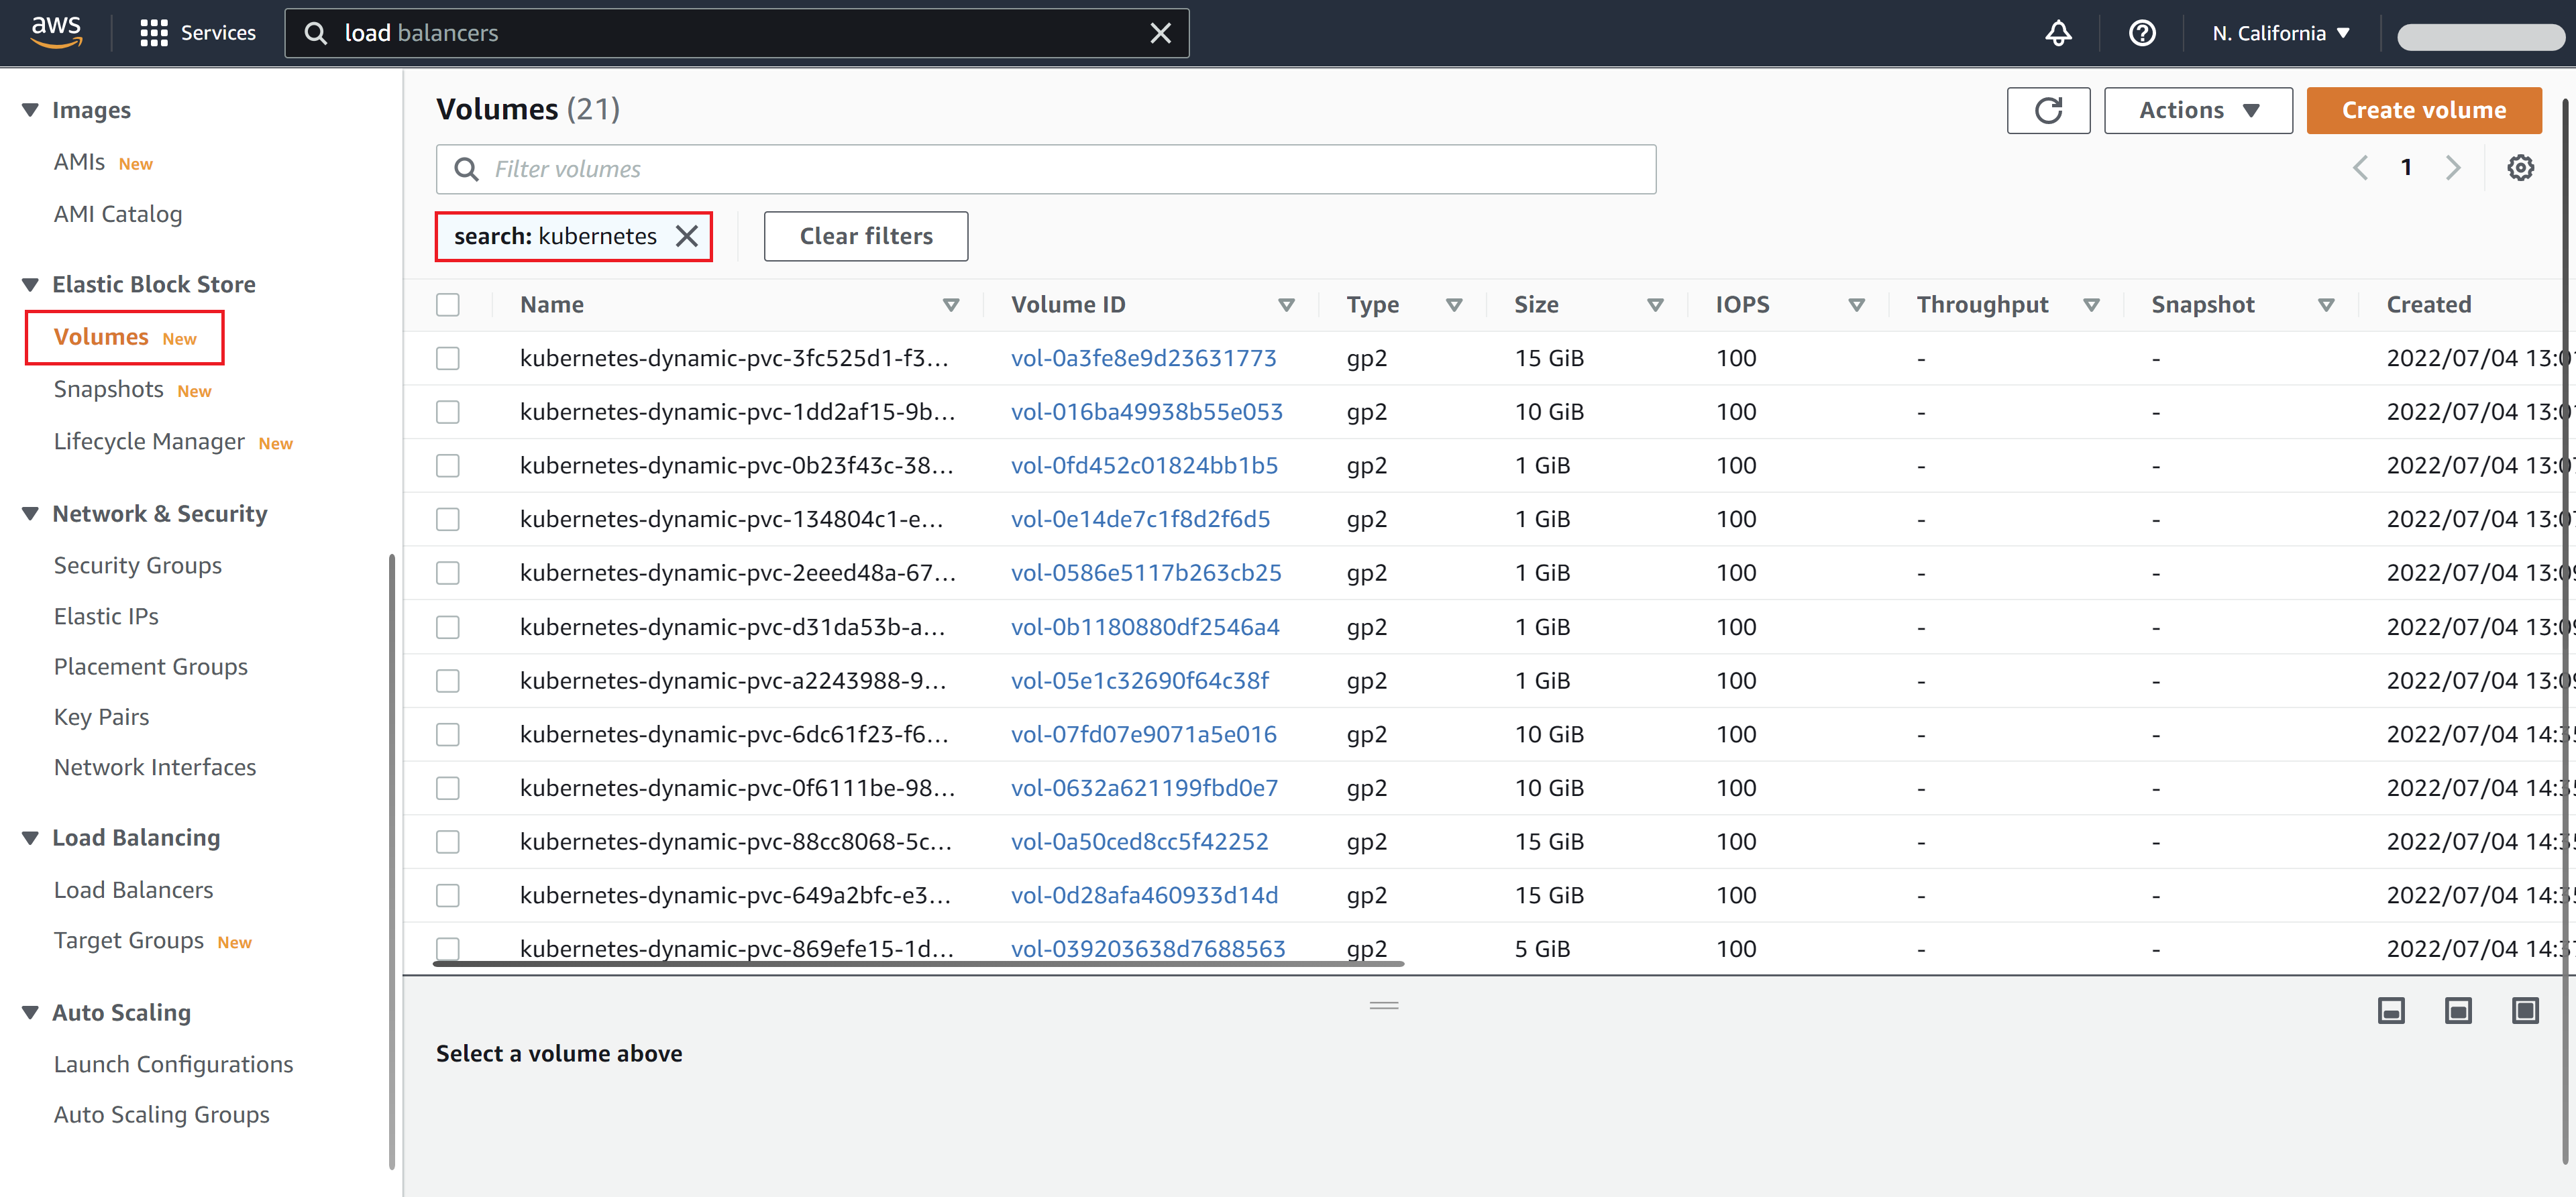 aws Services load balancers N. California
Images
AMIs New
AMI Catalog
Elastic Block Store
Volumes New
Snapshots New
Lifecycle Manager New
Network & Security
Security Groups
Elastic IPs
Placement Groups
Key Pairs
Network Interfaces
Load Balancing
Load Balancers
Target Groups New
Auto Scaling
Launch Configurations
Auto Scaling Groups
Volumes (21) Actions Create volume
Filter volumes 1
search: kubernetes Clear filters
Name Volume ID Type Size IOPS Throughput Snapshot Created
kubernetes-dynamic-pvc-3fc525d1-f3... vol-0a3fe8e9d23631773 gp2 15 GiB 100 - - 2022/07/04 13:0
kubernetes-dynamic-pvc-1dd2af15-9b... vol-016ba49938b55e053 gp2 10 GiB 100 - - 2022/07/04 13:0
kubernetes-dynamic-pvc-0b23f43c-38... vol-0fd452c01824bb1b5 gp2 1 GiB 100 - - 2022/07/04 13:0
kubernetes-dynamic-pvc-134804c1-e... vol-0e14de7c1f8d2f6d5 gp2 1 GiB 100 - - 2022/07/04 13:0
kubernetes-dynamic-pvc-2eeed48a-67... vol-0586e5117b263cb25 gp2 1 GiB 100 - - 2022/07/04 13:0
kubernetes-dynamic-pvc-d31da53b-a... vol-0b1180880df2546a4 gp2 1 GiB 100 - - 2022/07/04 13:0
kubernetes-dynamic-pvc-a2243988-9... vol-05e1c32690f64c38f gp2 1 GiB 100 - - 2022/07/04 13:0
kubernetes-dynamic-pvc-6dc61f23-f6... vol-07fd07e9071a5e016 gp2 10 GiB 100 - - 2022/07/04 14:3
kubernetes-dynamic-pvc-0f6111be-98... vol-0632a621199fbd0e7 gp2 10 GiB 100 - - 2022/07/04 14:3
kubernetes-dynamic-pvc-88cc8068-5c... vol-0a50ced8cc5f42252 gp2 15 GiB 100 - - 2022/07/04 14:3
kubernetes-dynamic-pvc-649a2bfc-e3... vol-0d28afa460933d14d gp2 15 GiB 100 - - 2022/07/04 14:3
kubernetes-dynamic-pvc-869efe15-1d... vol-039203638d7688563 gp2 5 GiB 100 - - 2022/07/04 14:3
Select a volume above